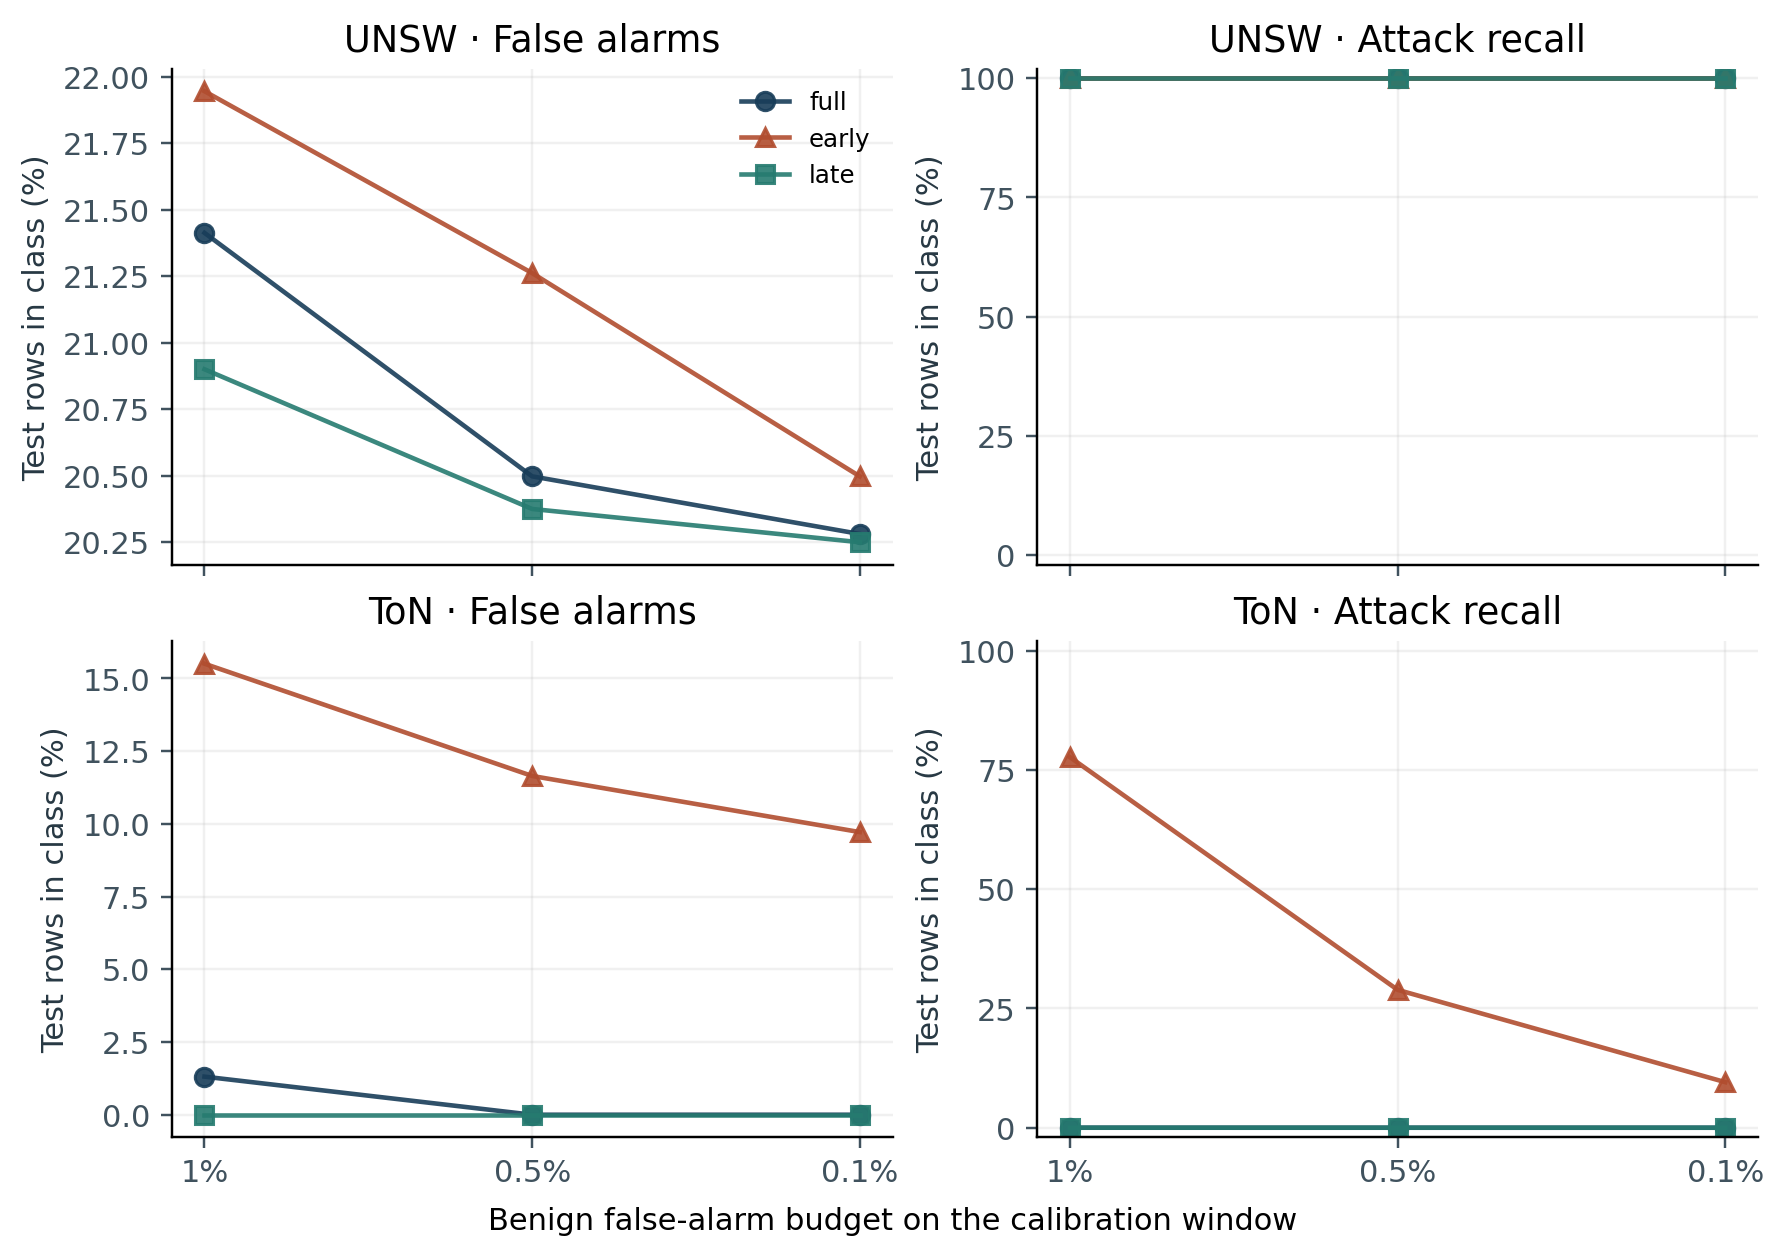 UNSW · False alarms
Test rows in class (%)
22.00
21.75
21.50
21.25
21.00
20.75
20.50
20.25
full
early
late
UNSW · Attack recall
Test rows in class (%)
100
75
50
25
0
ToN · False alarms
Test rows in class (%)
15.0
12.5
10.0
7.5
5.0
2.5
0.0
1%
0.5%
0.1%
ToN · Attack recall
Test rows in class (%)
100
75
50
25
0
1%
0.5%
0.1%
Benign false-alarm budget on the calibration window